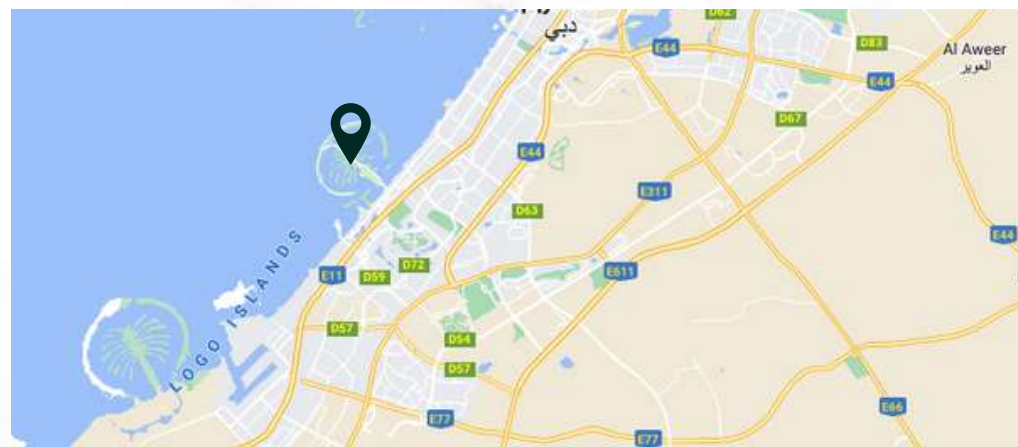 دبي
D62
E44
D83
Al Aweer
العوير
E44
D67
E44
E311
D63
E44
LOGO ISLANDS
E11
D59
D72
E611
D57
D54
D57
E66
E77
E77